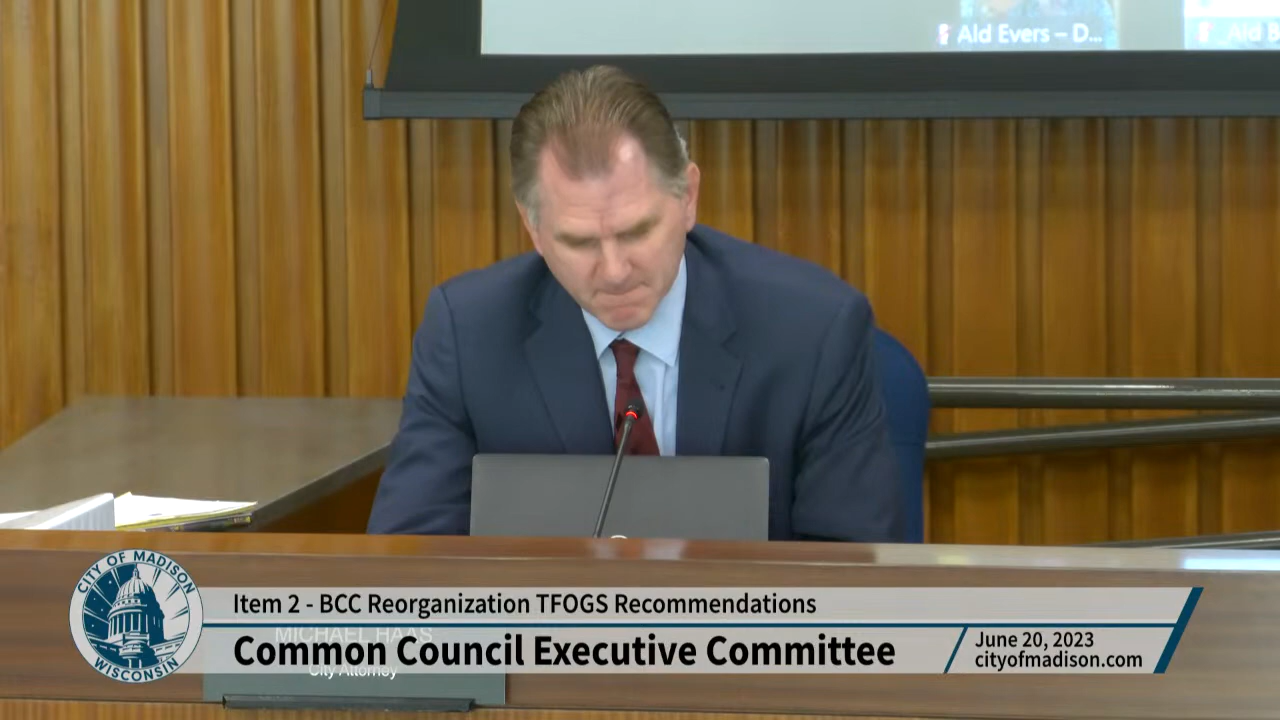 Ald Evers – D...
Ald B
Item 2 - BCC Reorganization TFOGS Recommendations
MICHAEL HAAS
Common Council Executive Committee
City Attorney
June 20, 2023
cityofmadison.com
CITY OF MADISON
WISCONSIN